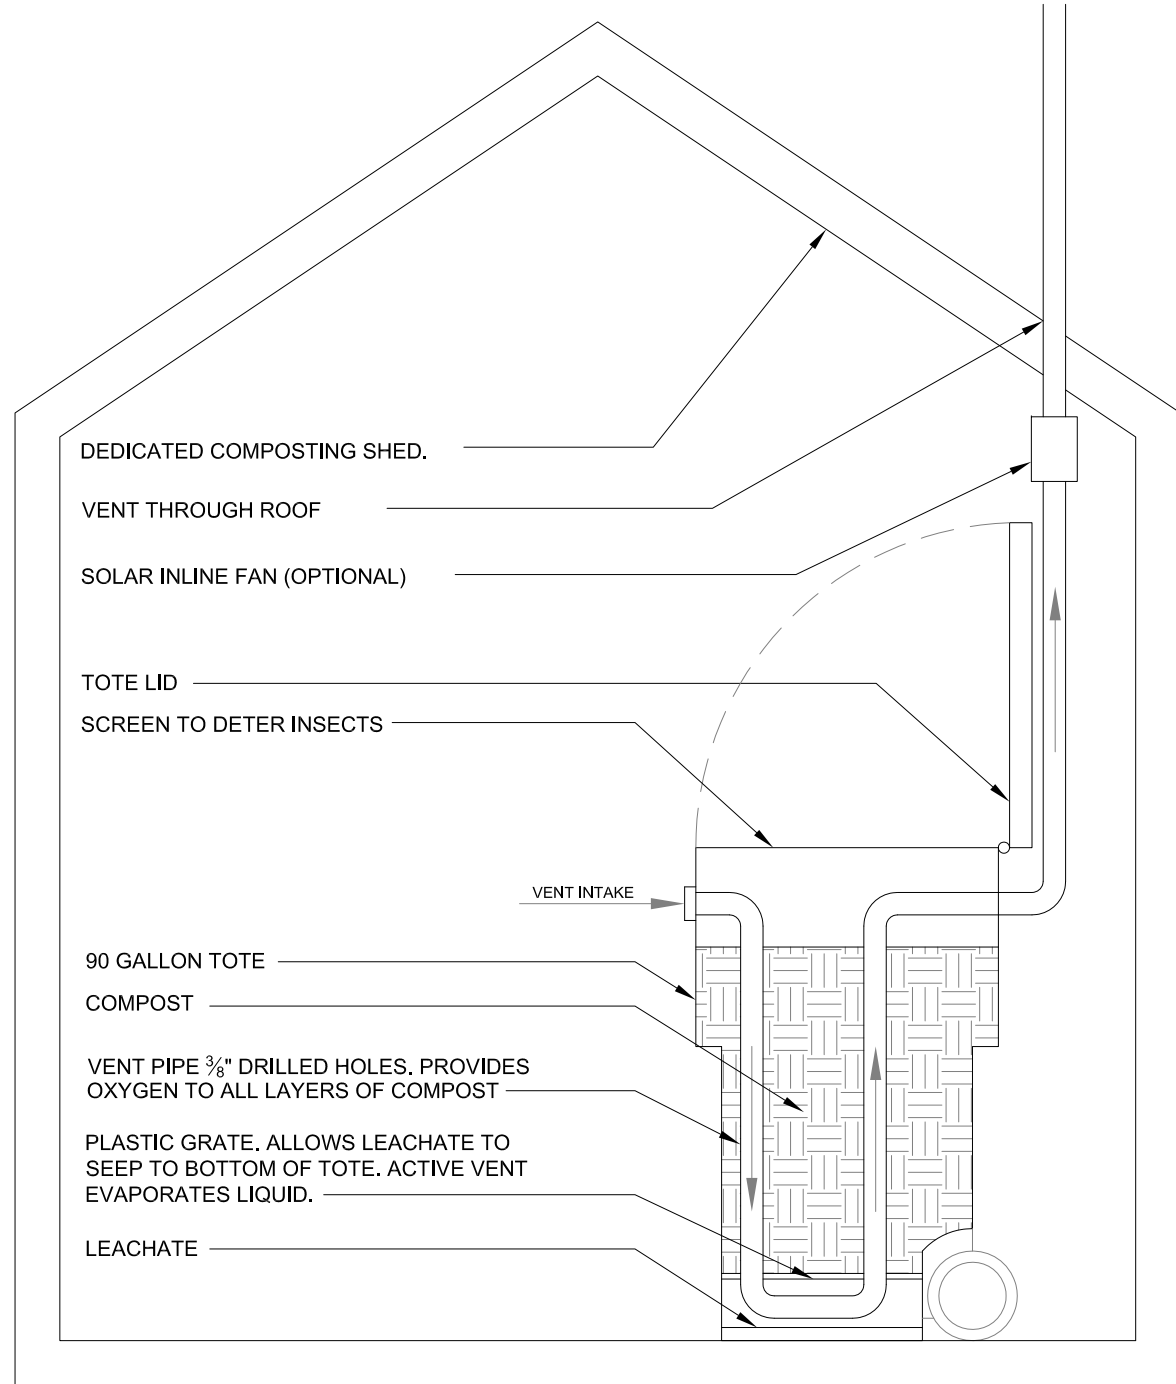 DEDICATED COMPOSTING SHED.
VENT THROUGH ROOF
SOLAR INLINE FAN (OPTIONAL)
TOTE LID
SCREEN TO DETER INSECTS
VENT INTAKE
90 GALLON TOTE
COMPOST
VENT PIPE ⅜" DRILLED HOLES. PROVIDES
OXYGEN TO ALL LAYERS OF COMPOST
PLASTIC GRATE. ALLOWS LEACHATE TO
SEEP TO BOTTOM OF TOTE. ACTIVE VENT
EVAPORATES LIQUID.
LEACHATE